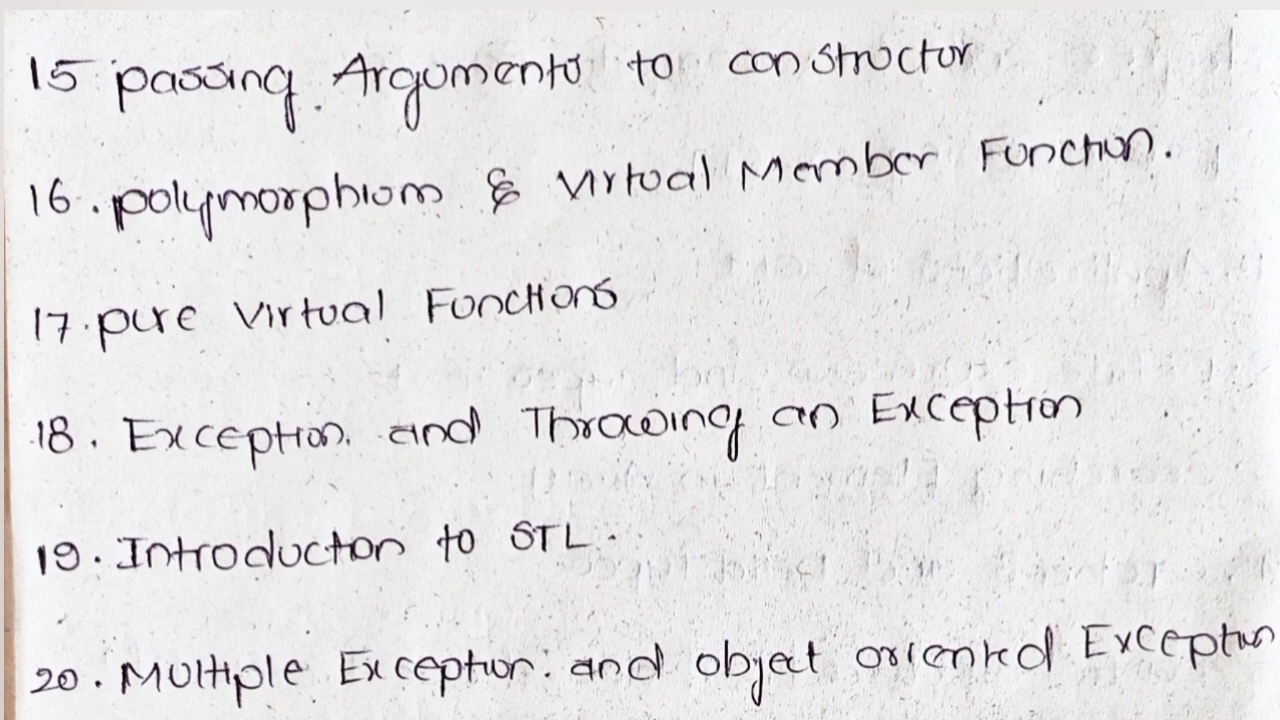 15 passing Arguments to constructor
16. polymorphism & Virtual Member Function.
17. pure Virtual Functions
18. Exception and Throwing an Exception
19. Introduction to STL.
20. Multiple Exception and object oriented Exception